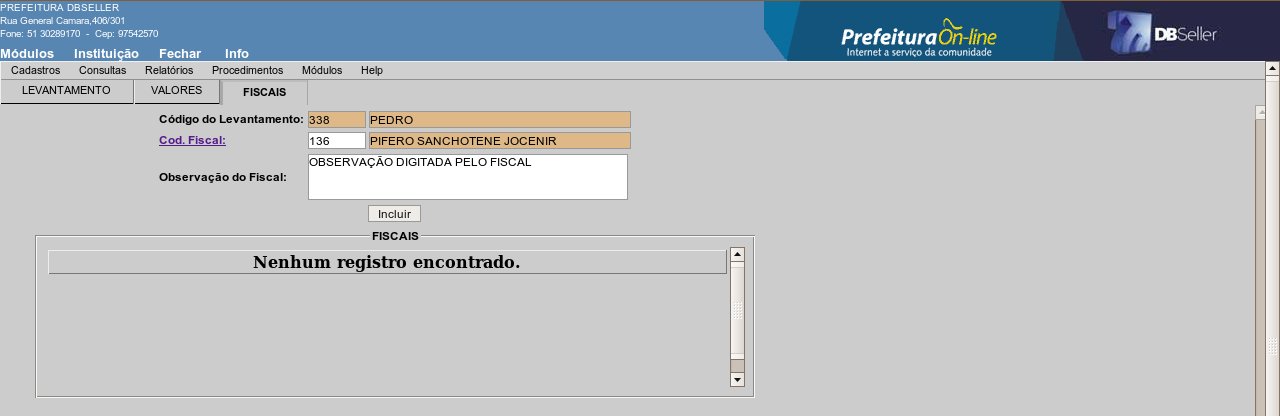 PREFEITURA DBSELLER
Rua General Camara,406/301
Fone: 51 30289170 - Cep: 97542570
Prefeitura On-line
Internet a serviço da comunidade
DBSeller
Módulos Instituição Fechar Info
Cadastros Consultas Relatórios Procedimentos Módulos Help
LEVANTAMENTO VALORES FISCAIS
Código do Levantamento: 338 PEDRO
Cod. Fiscal: 136 PIFERO SANCHOTENE JOCENIR
Observação do Fiscal: OBSERVAÇÃO DIGITADA PELO FISCAL
Incluir
FISCAIS
Nenhum registro encontrado.